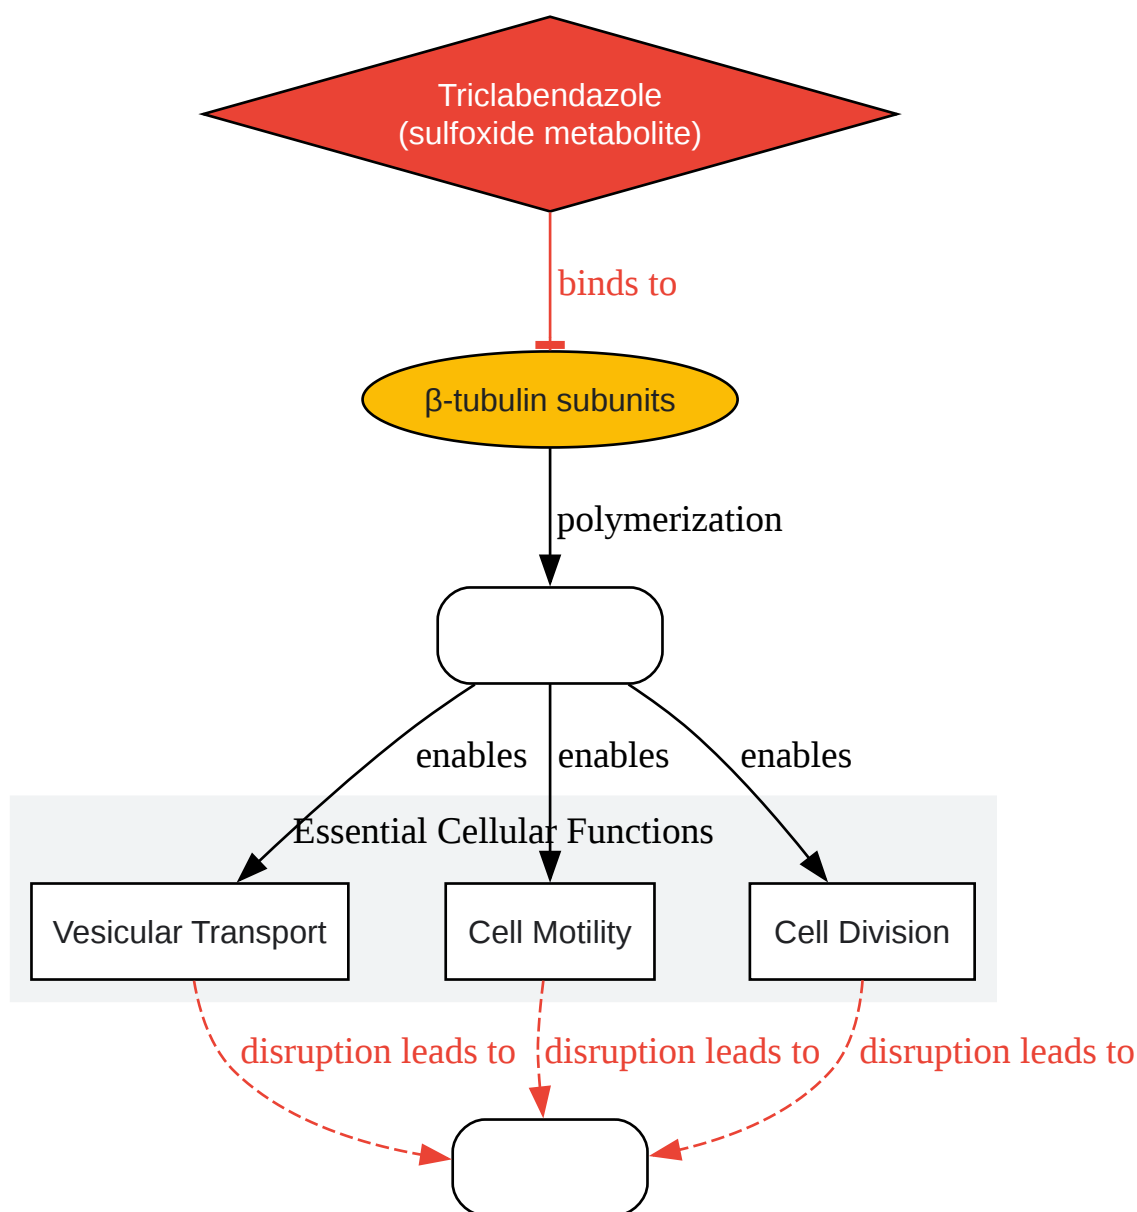 Triclabendazole
(sulfoxide metabolite)
binds to
β-tubulin subunits
polymerization
enables
enables
enables
Essential Cellular Functions
Vesicular Transport
Cell Motility
Cell Division
disruption leads to
disruption leads to
disruption leads to